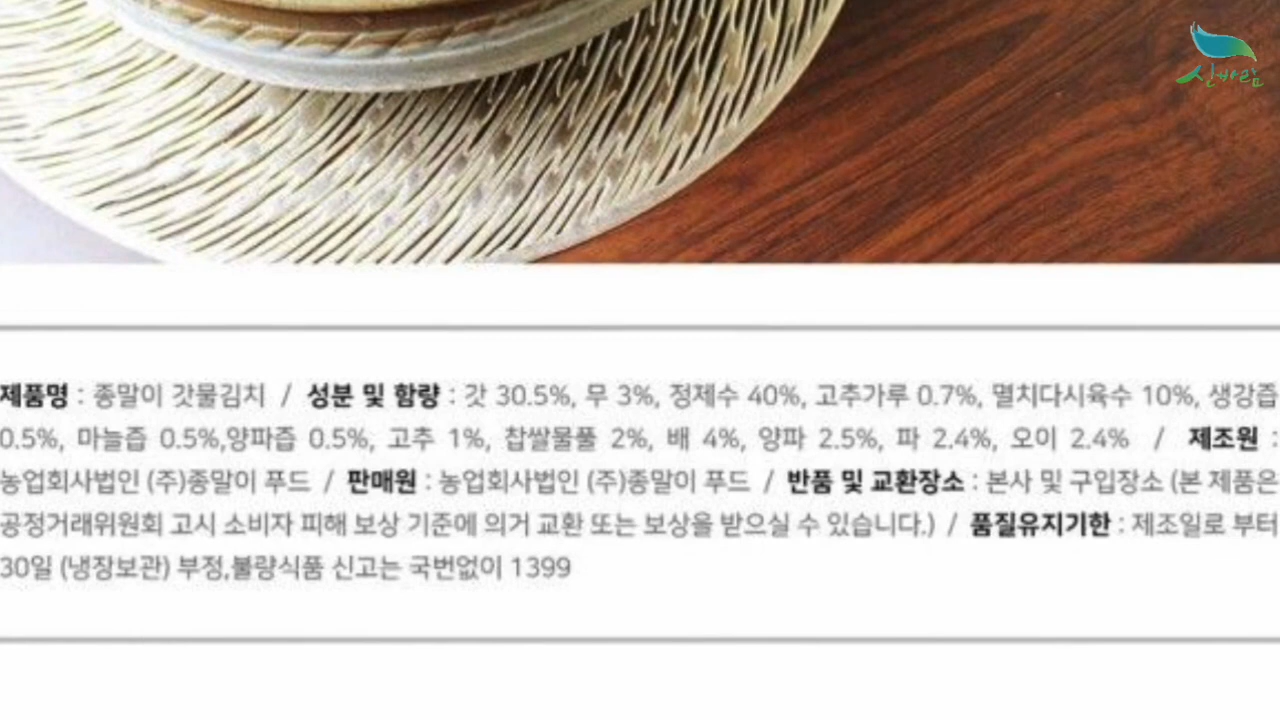 신바람
제품명 : 종말이 갓물김치 / 성분 및 함량 : 갓 30.5%, 무 3%, 정제수 40%, 고추가루 0.7%, 멸치다시육수 10%, 생강즙
0.5%, 마늘즙 0.5%,양파즙 0.5%, 고추 1%, 찹쌀물풀 2%, 배 4%, 양파 2.5%, 파 2.4%, 오이 2.4% / 제조원 :
농업회사법인 (주)종말이 푸드 / 판매원 : 농업회사법인 (주)종말이 푸드 / 반품 및 교환장소 : 본사 및 구입장소 (본 제품은
공정거래위원회 고시 소비자 피해 보상 기준에 의거 교환 또는 보상을 받으실 수 있습니다.) / 품질유지기한 : 제조일로 부터
30일 (냉장보관) 부정,불량식품 신고는 국번없이 1399